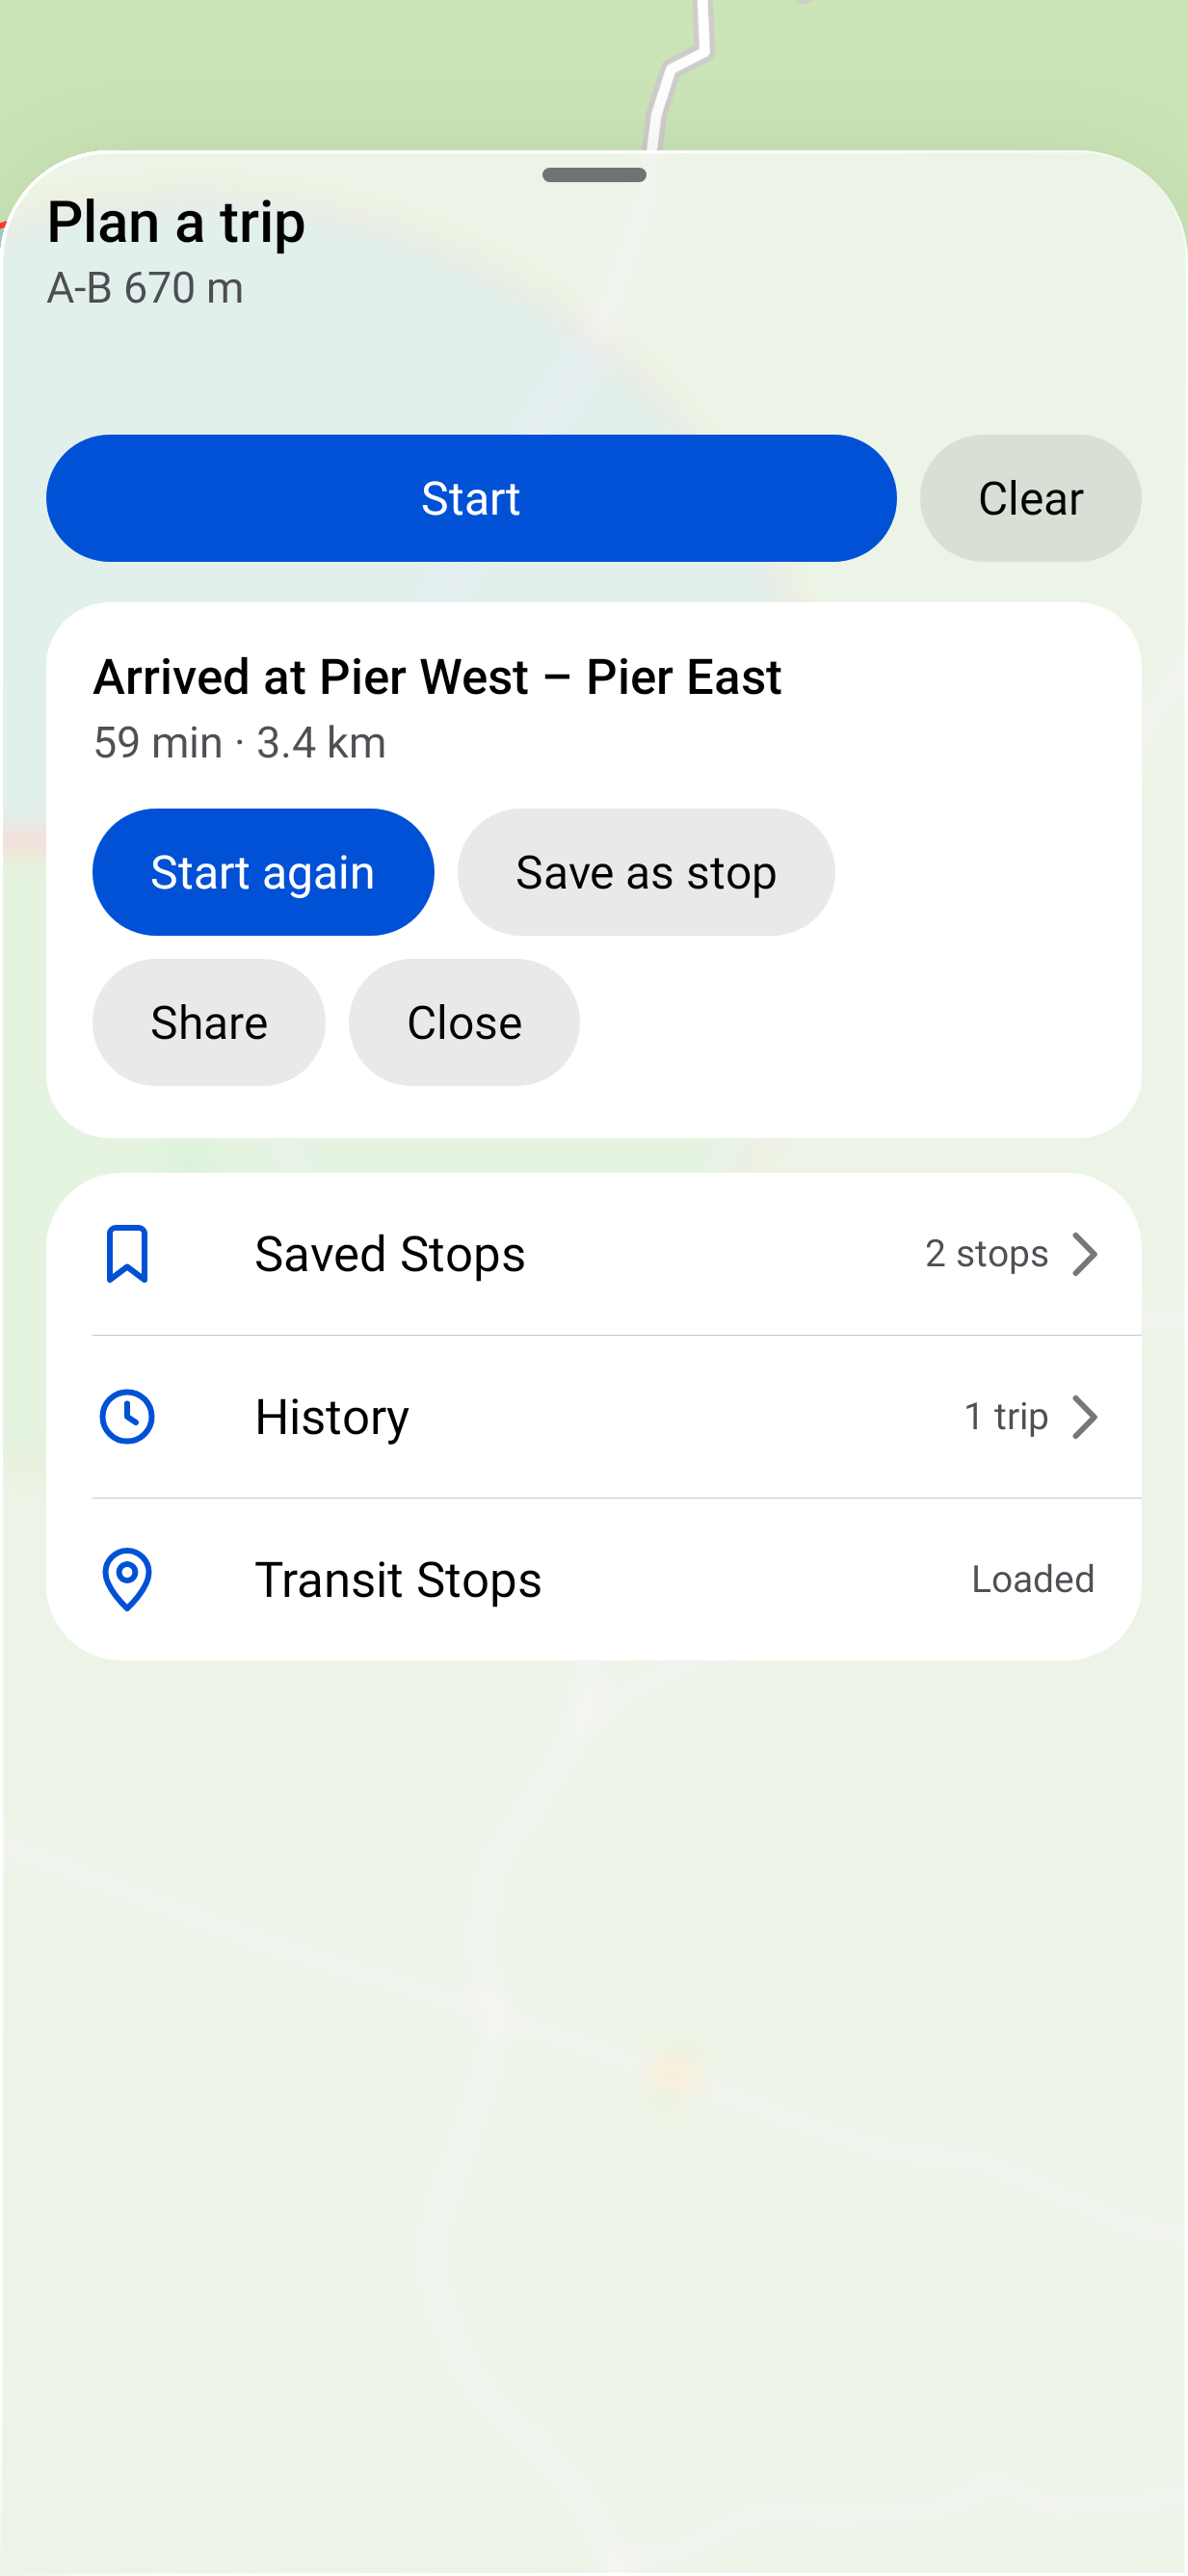 Plan a trip
A-B 670 m
Start
Clear
Arrived at Pier West – Pier East
59 min · 3.4 km
Start again
Save as stop
Share
Close
Saved Stops
2 stops
History
1 trip
Transit Stops
Loaded